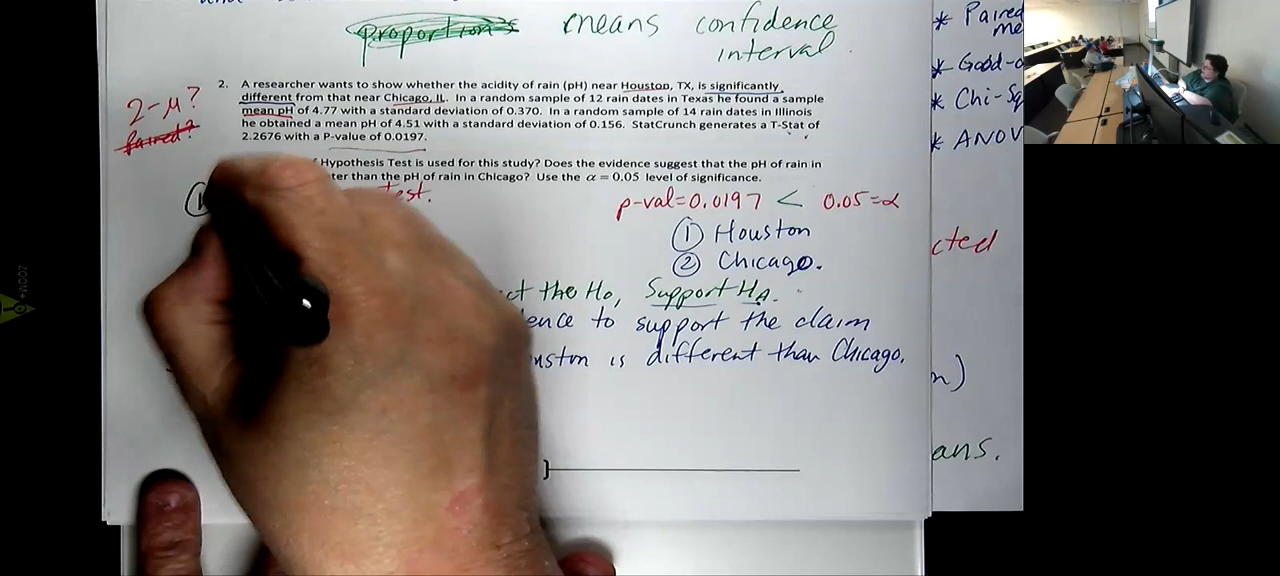 proportions means confidence
interval.
2. A researcher wants to show whether the acidity of rain (pH) near Houston, TX, is significantly
different from that near Chicago, IL. In a random sample of 12 rain dates in Texas he found a sample
mean pH of 4.77 with a standard deviation of 0.370. In a random sample of 14 rain dates in Illinois
he obtained a mean pH of 4.51 with a standard deviation of 0.156. StatCrunch generates a T-Stat of
2.2676 with a P-value of 0.0197.
2-μ?
paired?
Hypothesis Test is used for this study? Does the evidence suggest that the pH of rain in
than the pH of rain in Chicago? Use the α = 0.05 level of significance.
test.
p-val=0.0197 < 0.05=α
① Houston
② Chicago.
the Ho, Support HA.
to support the claim
is different than Chicago.
* Paired
* Good-o
* Chi-Sq
* ANOV
cted
n)
ans.
ZOOM+